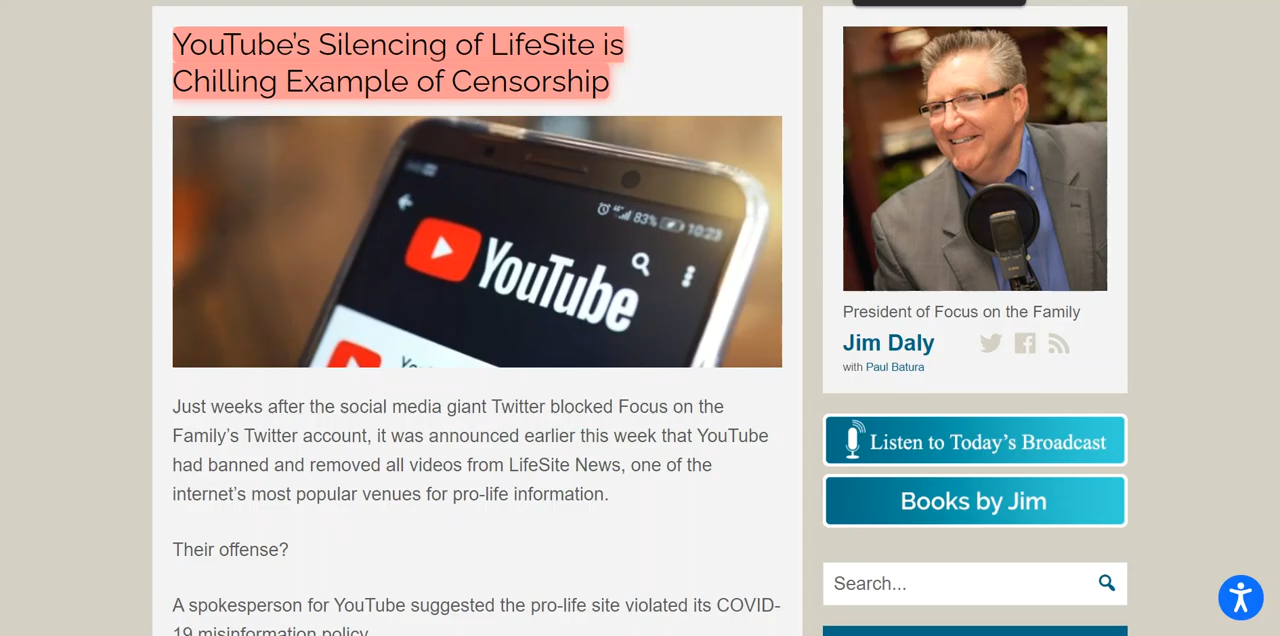 YouTube’s Silencing of LifeSite is
Chilling Example of Censorship
83% 10:23
YouTube
Just weeks after the social media giant Twitter blocked Focus on the
Family’s Twitter account, it was announced earlier this week that YouTube
had banned and removed all videos from LifeSite News, one of the
internet’s most popular venues for pro-life information.
Their offense?
A spokesperson for YouTube suggested the pro-life site violated its COVID-
19 misinformation policy
President of Focus on the Family
Jim Daly
with Paul Batura
Listen to Today’s Broadcast
Books by Jim
Search...